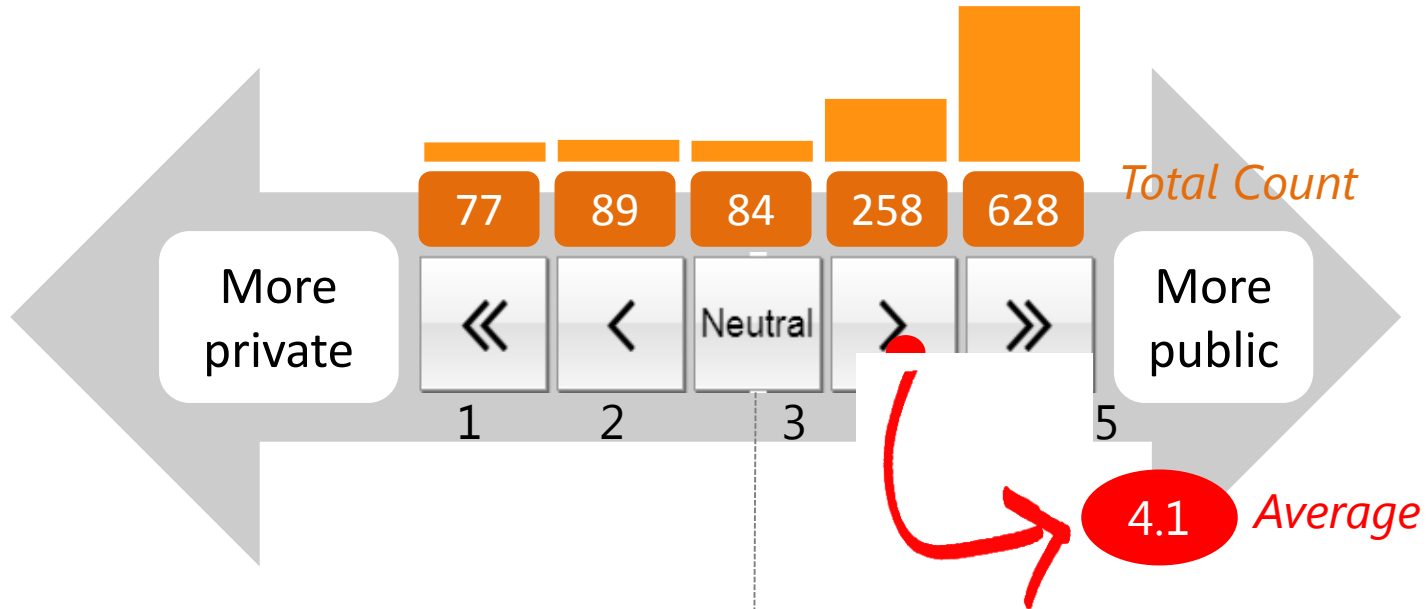 Total Count
77 89 84 258 628
More private
« < Neutral > »
More public
1 2 3 5
4.1 Average